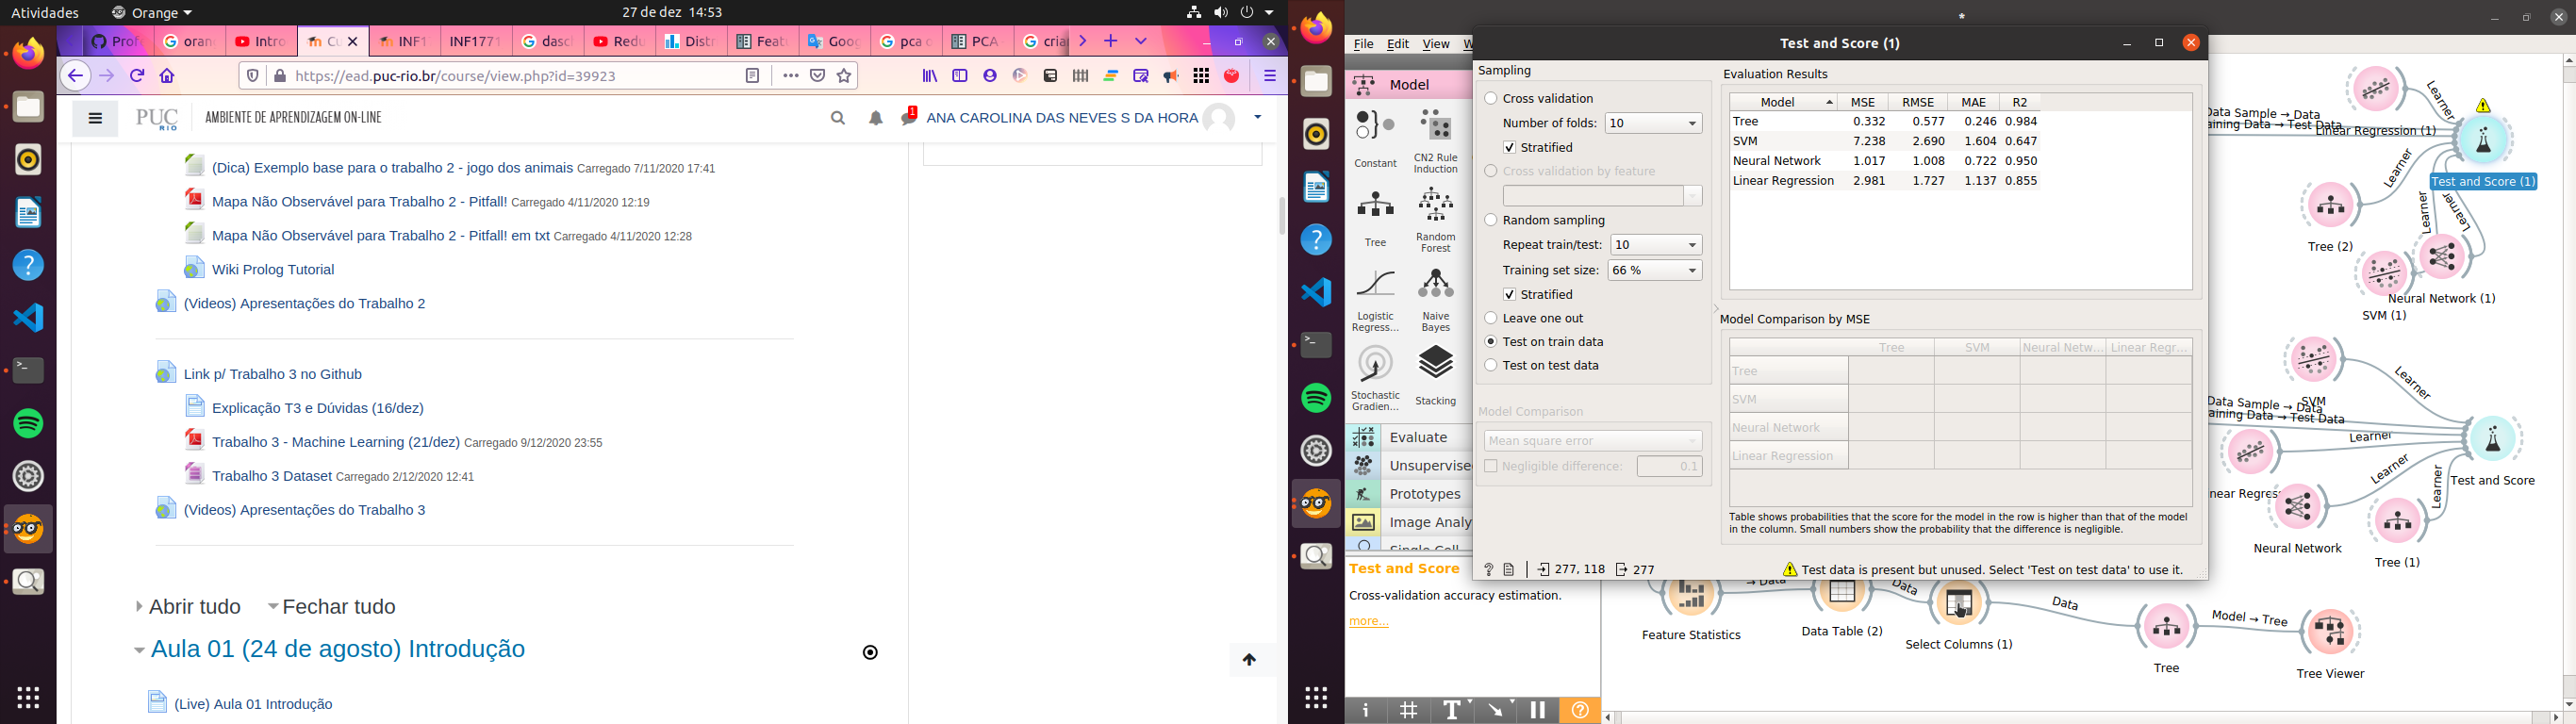 Atividades
Orange
27 de dez  14:53
Prof
oran
Intro
Cu
INF1
INF1771
dasci
Redu
Distr
Featu
Goog
pca o
PCA
criar
https://ead.puc-rio.br/course/view.php?id=39923
PUC RIO
AMBIENTE DE APRENDIZAGEM ON-LINE
1
ANA CAROLINA DAS NEVES S DA HORA
(Dica) Exemplo base para o trabalho 2 - jogo dos animais Carregado 7/11/2020 17:41
Mapa Não Observável para Trabalho 2 - Pitfall! Carregado 4/11/2020 12:19
Mapa Não Observável para Trabalho 2 - Pitfall! em txt Carregado 4/11/2020 12:28
Wiki Prolog Tutorial
(Videos) Apresentações do Trabalho 2
Link p/ Trabalho 3 no Github
Explicação T3 e Dúvidas (16/dez)
Trabalho 3 - Machine Learning (21/dez) Carregado 9/12/2020 23:55
Trabalho 3 Dataset Carregado 2/12/2020 12:41
(Videos) Apresentações do Trabalho 3
Abrir tudo
Fechar tudo
Aula 01 (24 de agosto) Introdução
(Live) Aula 01 Introdução
*
File Edit View W
Model
Constant
CN2 Rule Induction
Tree
Random Forest
Logistic Regress...
Naive Bayes
Stochastic Gradien...
Stacking
Evaluate
Unsupervise
Prototypes
Image Analy
Single Cell
Test and Score
Cross-validation accuracy estimation.
more...
Test and Score (1)
Sampling
Cross validation
Number of folds: 10
Stratified
Cross validation by feature
Random sampling
Repeat train/test: 10
Training set size: 66 %
Stratified
Leave one out
Test on train data
Test on test data
Model Comparison
Mean square error
Negligible difference: 0.1
277, 118
277
Evaluation Results
Model MSE RMSE MAE R2
Tree 0.332 0.577 0.246 0.984
SVM 7.238 2.690 1.604 0.647
Neural Network 1.017 1.008 0.722 0.950
Linear Regression 2.981 1.727 1.137 0.855
Model Comparison by MSE
Tree SVM Neural Netw... Linear Regr...
Tree
SVM
Neural Network
Linear Regression
Table shows probabilities that the score for the model in the row is higher than that of the model
in the column. Small numbers show the probability that the difference is negligible.
Test data is present but unused. Select 'Test on test data' to use it.
Learner
Data Sample → Data
aining Data → Test Data
Linear Regression (1)
Learner
Test and Score (1)
Learner
Learner
Tree (2)
Neural Network (1)
SVM (1)
Learner
SVM
Data Sample → Data
aining Data → Test Data
Learner
Learner
Learner
Test and Score
near Regress
Neural Network
Tree (1)
→ Data
Data
Data
Model → Tree
Feature Statistics
Data Table (2)
Select Columns (1)
Tree
Tree Viewer